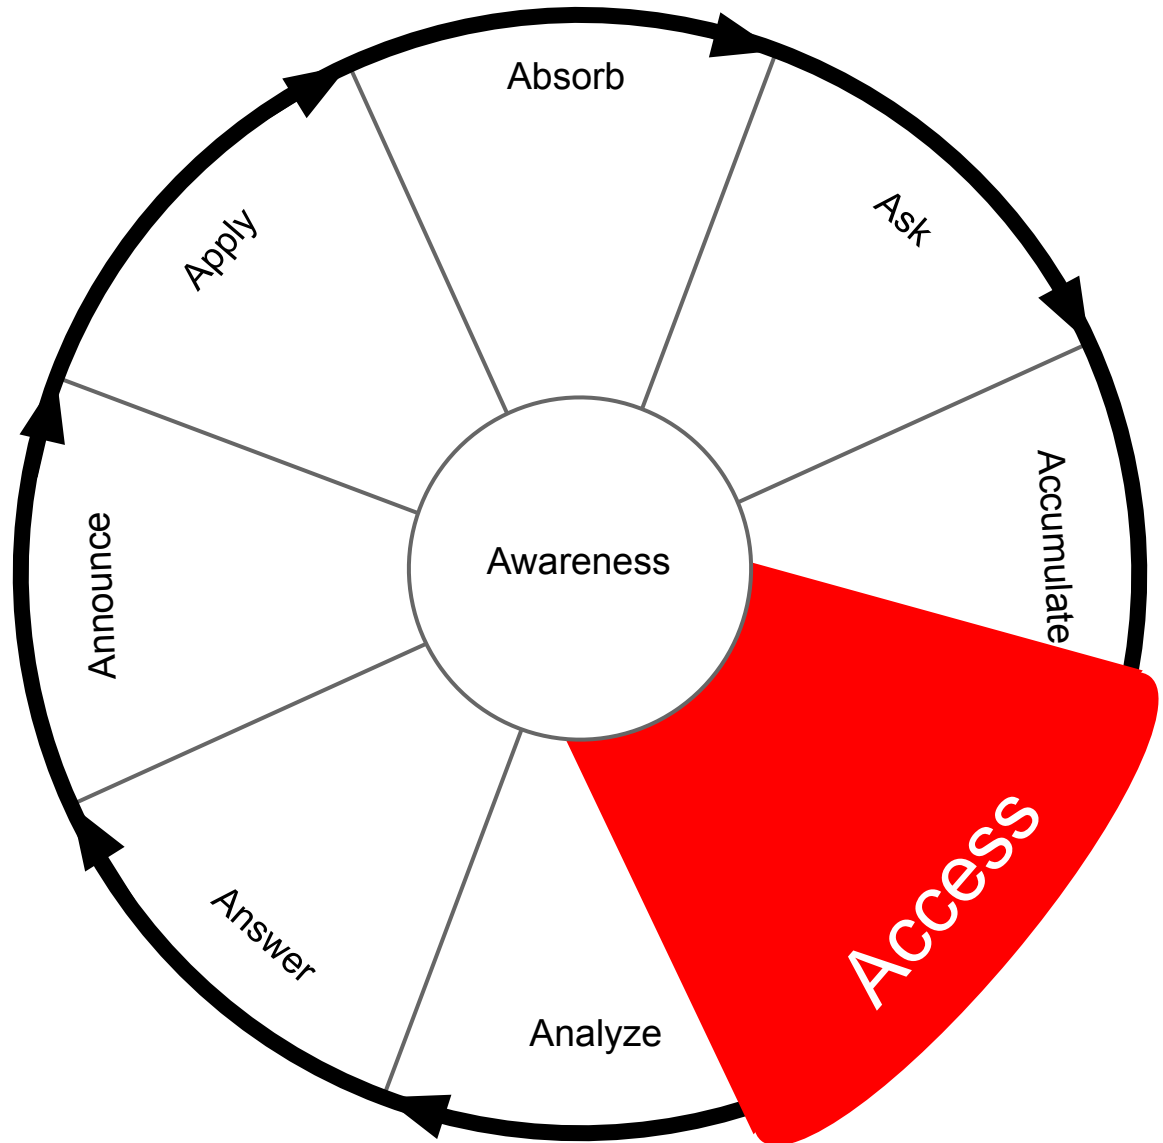 Absorb
Ask
Accumulate
Access
Analyze
Answer
Announce
Apply
Awareness